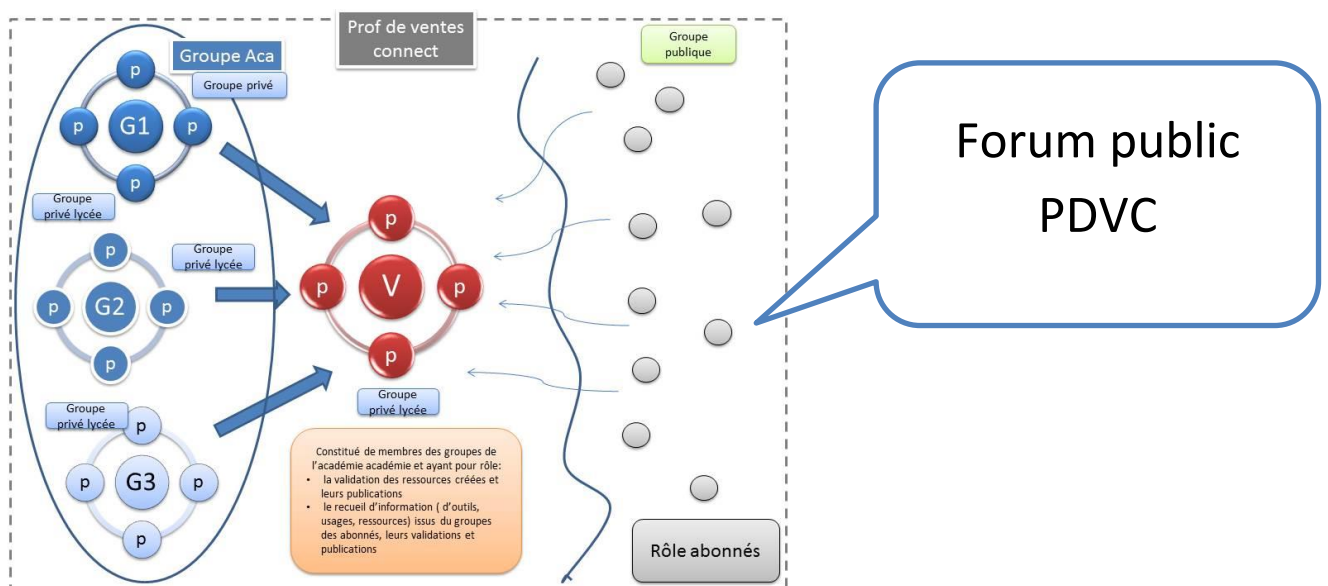 Prof de ventes
connect
Groupe
publique
Groupe Aca
Groupe privé
p
p
G1
p
p
Groupe
privé lycée
Groupe
privé lycée
p
p
G2
p
p
Groupe
privé lycée
p
p
G3
p
p
p
p
V
p
p
Groupe
privé lycée
Constitué de membres des groupes de
l'académie académie et ayant pour rôle:
• la validation des ressources créées et
leurs publications
• le recueil d'information ( d'outils,
usages, ressources) issus du groupes
des abonnés, leurs validations et
publications
Rôle abonnés
Forum public
PDVC